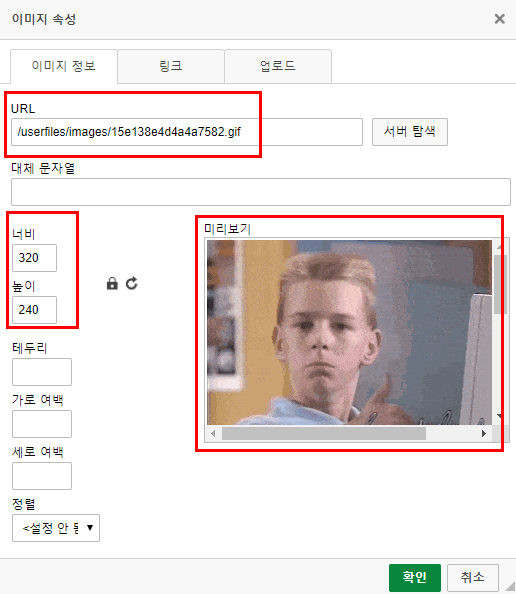 이미지 속성
이미지 정보
링크
업로드
URL
/userfiles/images/15e138e4d4a4a7582.gif
서버 탐색
대체 문자열
너비
320
높이
240
미리보기
테두리
가로 여백
세로 여백
정렬
<설정 안
확인
취소